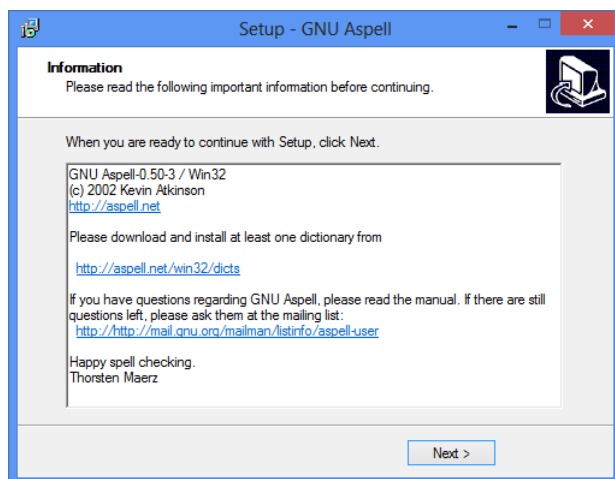 Setup - GNU Aspell
Information
Please read the following important information before continuing.
When you are ready to continue with Setup, click Next.
GNU Aspell-0.50-3 / Win32
(c) 2002 Kevin Atkinson
http://aspell.net
Please download and install at least one dictionary from
http://aspell.net/win32/dicts
If you have questions regarding GNU Aspell, please read the manual. If there are still
questions left, please ask them at the mailing list:
http://http://mail.gnu.org/mailman/listinfo/aspell-user
Happy spell checking.
Thorsten Maerz
Next >